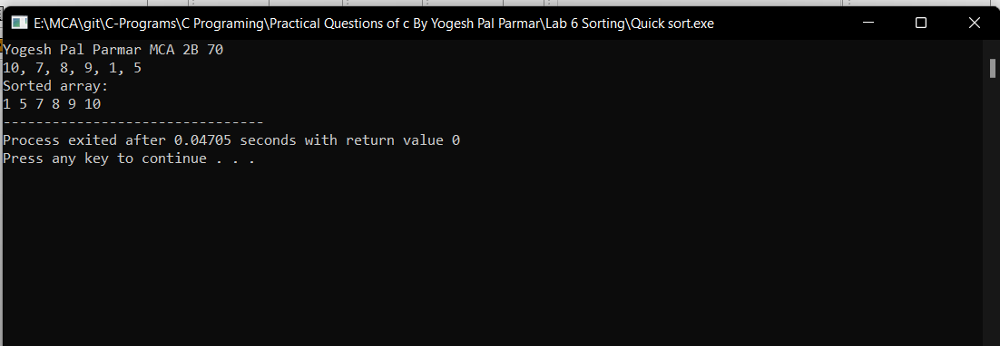 E:\MCA\git\C-Programs\C Programing\Practical Questions of c By Yogesh Pal Parmar\Lab 6 Sorting\Quick sort.exe
Yogesh Pal Parmar MCA 2B 70
10, 7, 8, 9, 1, 5
Sorted array:
1 5 7 8 9 10
--------------------------------
Process exited after 0.04705 seconds with return value 0
Press any key to continue . . .